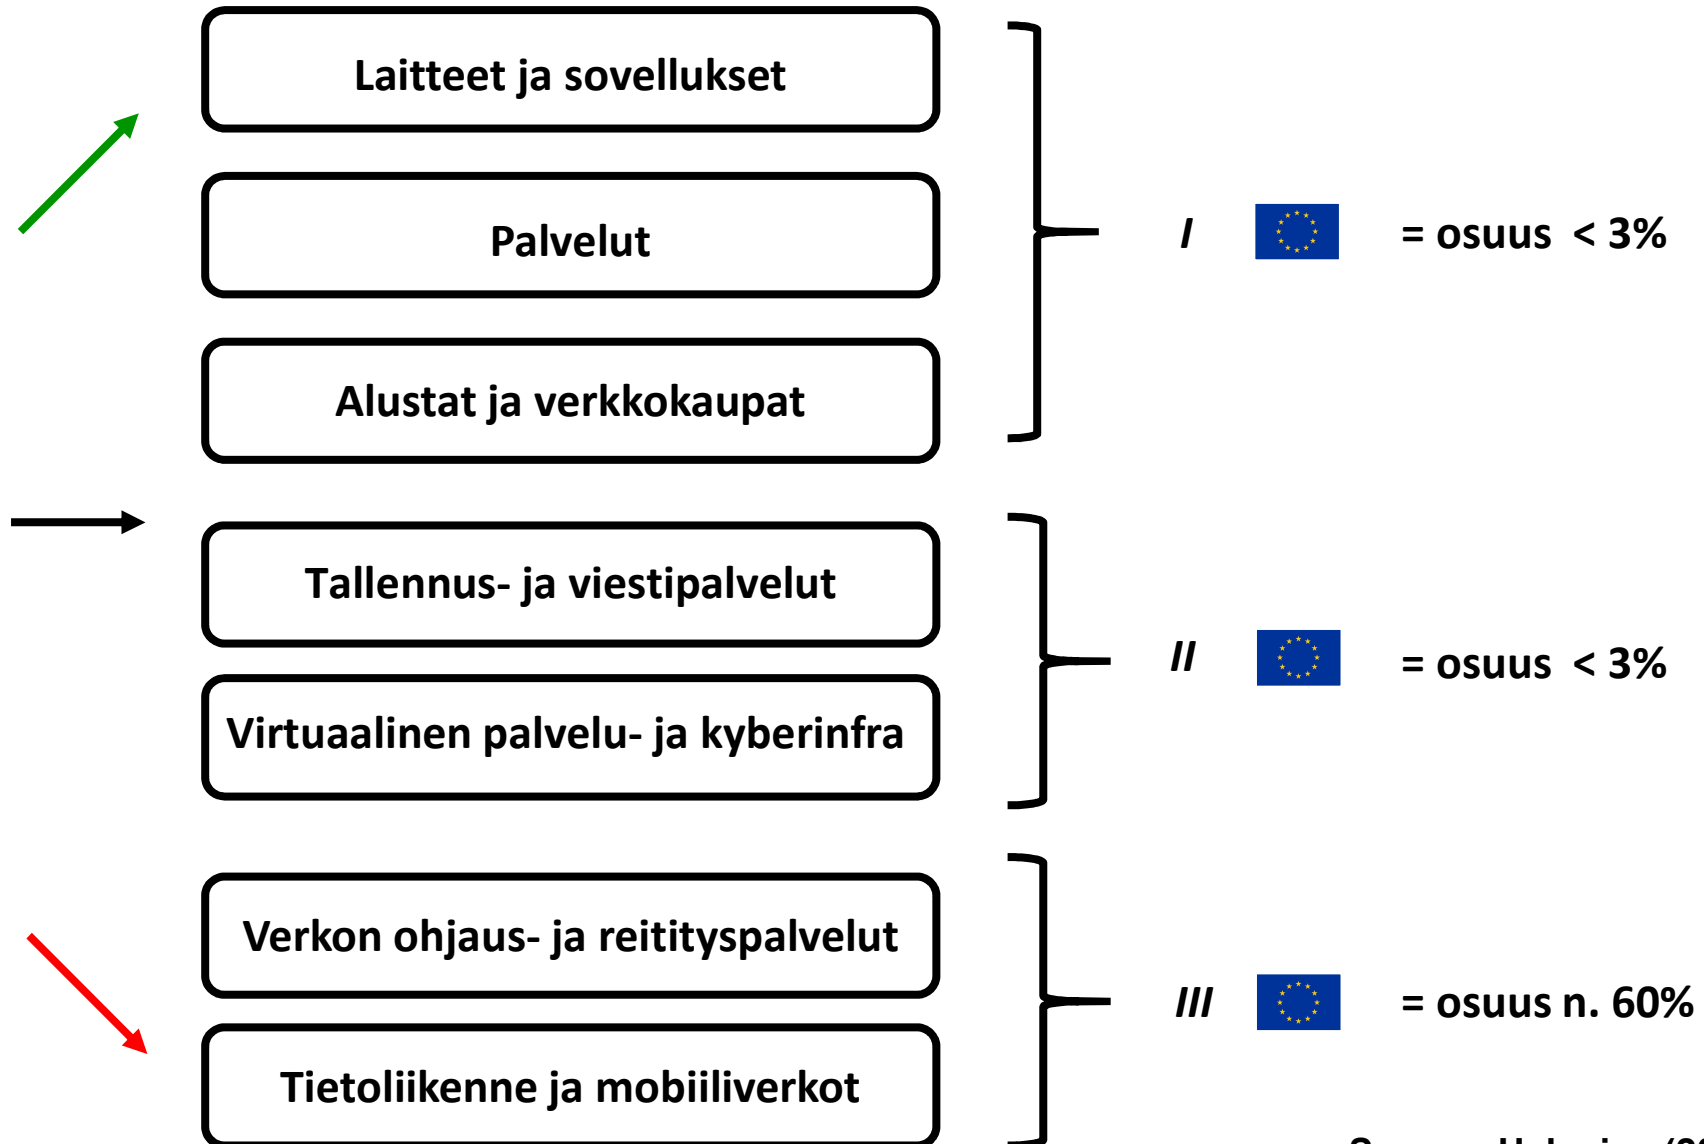 Laitteet ja sovellukset
Palvelut
Alustat ja verkkokaupat
I = osuus < 3%
Tallennus- ja viestipalvelut
Virtuaalinen palvelu- ja kyberinfra
II = osuus < 3%
Verkon ohjaus- ja reitityspalvelut
Tietoliikenne ja mobiiliverkot
III = osuus n. 60%